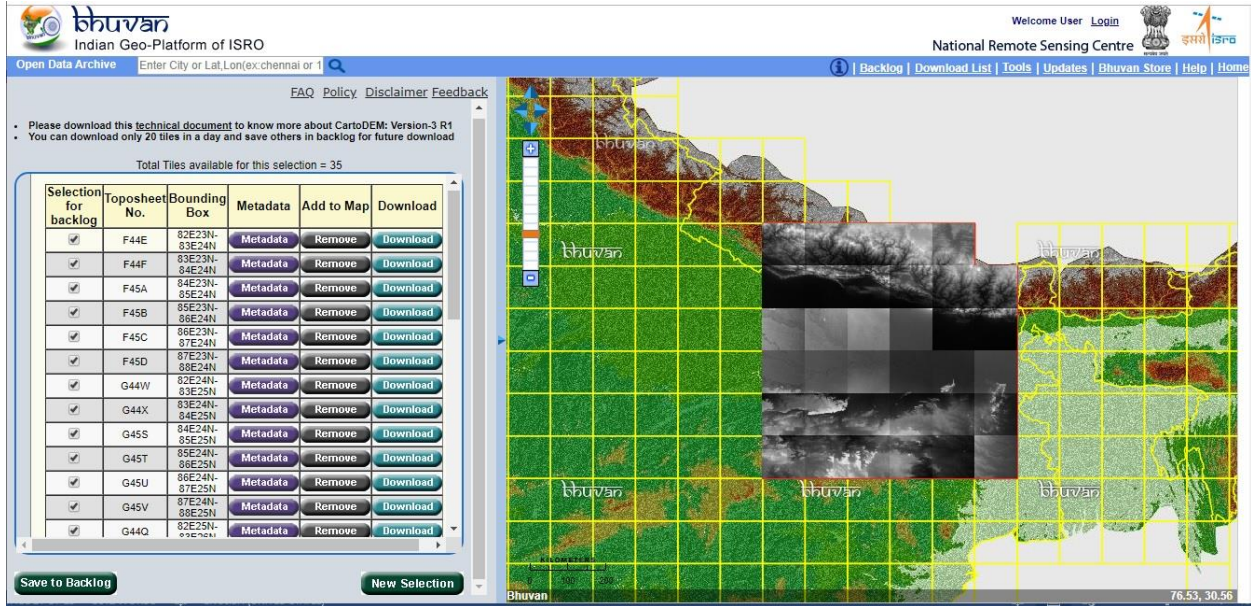 bhuvan
Indian Geo-Platform of ISRO
Welcome User Login
National Remote Sensing Centre
इसरो isro
Open Data Archive
Enter City or Lat,Lon(ex:chennai or 1
| Backlog | Download List | Tools | Updates | Bhuvan Store | Help | Home
FAQ Policy Disclaimer Feedback
Please download this technical document to know more about CartoDEM: Version-3 R1
You can download only 20 tiles in a day and save others in backlog for future download
Total Tiles available for this selection = 35
Selection for backlog Toposheet No. Bounding Box Metadata Add to Map Download
F44E 82E23N-83E24N Metadata Remove Download
F44F 83E23N-84E24N Metadata Remove Download
F45A 84E23N-85E24N Metadata Remove Download
F45B 85E23N-86E24N Metadata Remove Download
F45C 86E23N-87E24N Metadata Remove Download
F45D 87E23N-88E24N Metadata Remove Download
G44W 82E24N-83E25N Metadata Remove Download
G44X 83E24N-84E25N Metadata Remove Download
G45S 84E24N-85E25N Metadata Remove Download
G45T 85E24N-86E25N Metadata Remove Download
G45U 86E24N-87E25N Metadata Remove Download
G45V 87E24N-88E25N Metadata Remove Download
G44Q 82E25N-83E26N Metadata Remove Download
Save to Backlog
New Selection
bhuvan
bhuvan
bhuvan
bhuvan
bhuvan
bhuvan
KILOMETERS
0 100 200
Bhuvan
76.53, 30.56